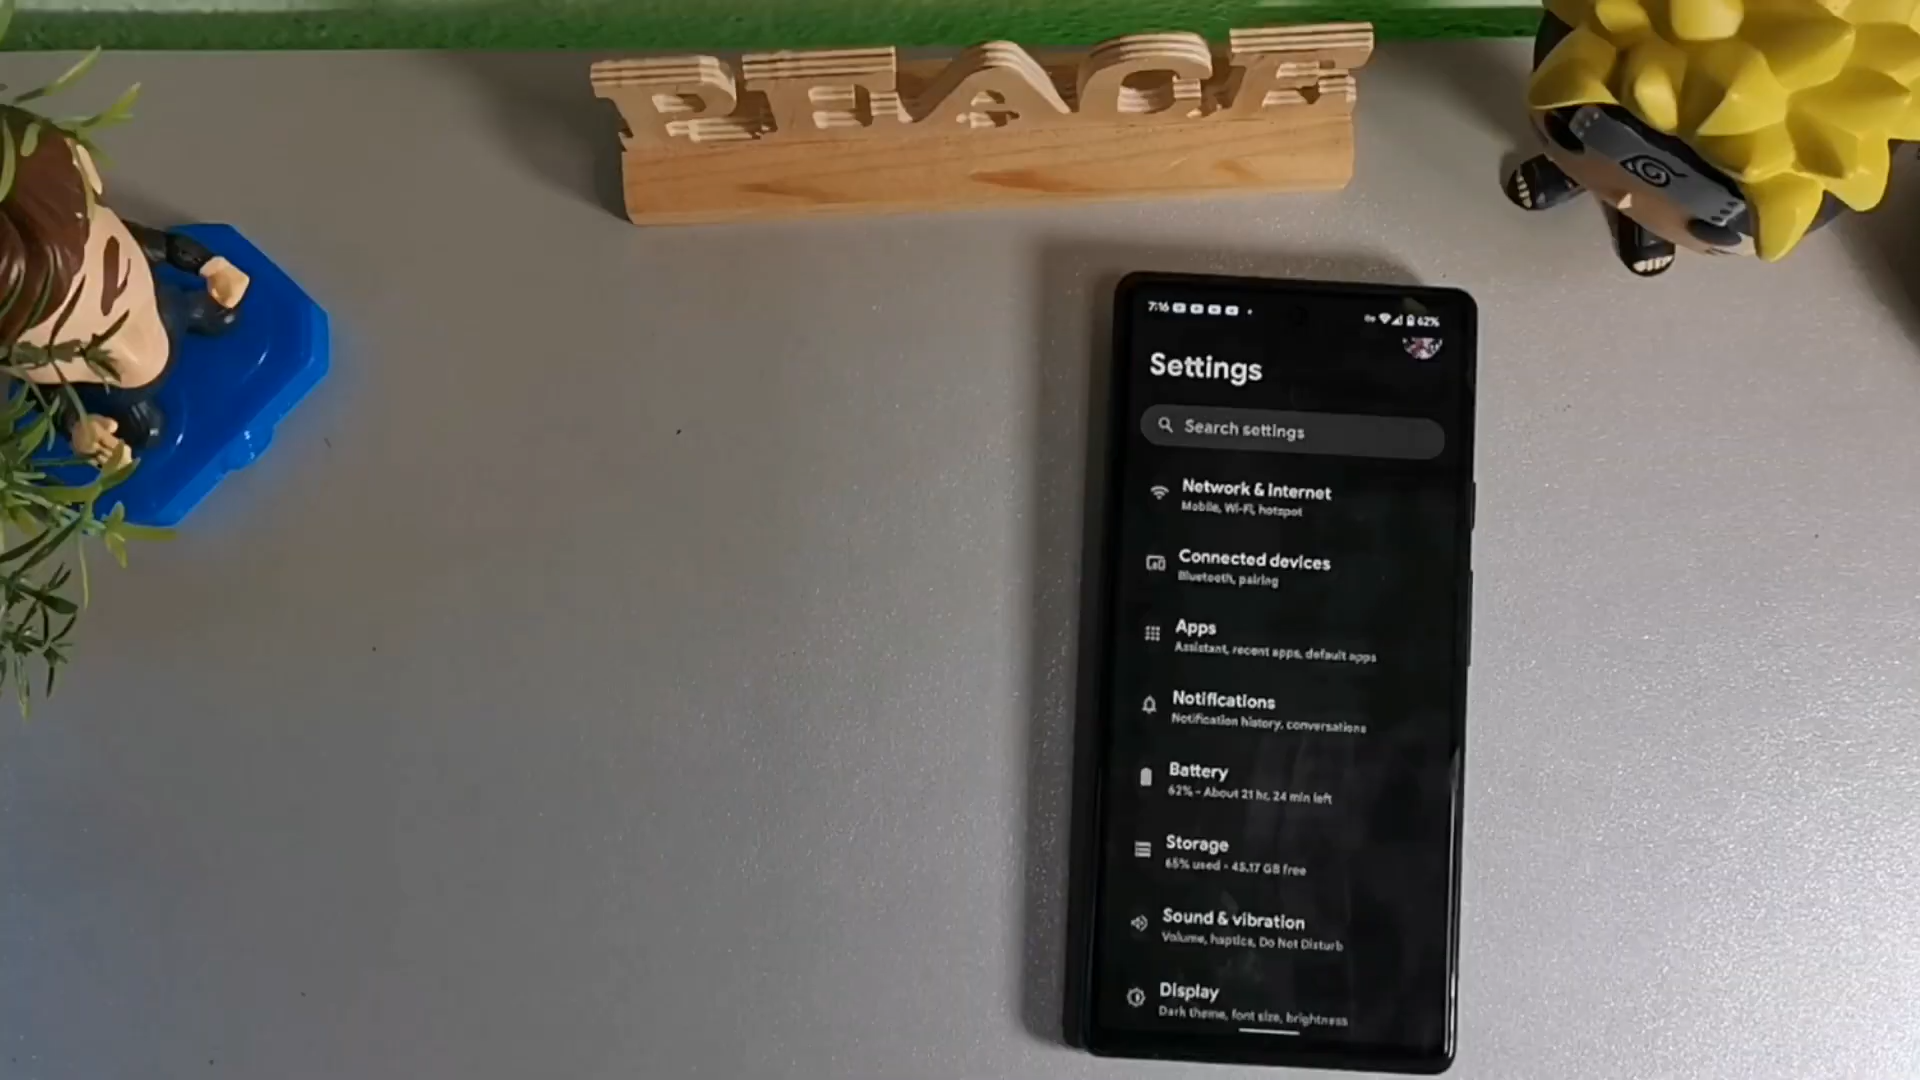 PEACE
7:16 62%
Settings
Search settings
Network & Internet
Mobile, Wi-Fi, hotspot
Connected devices
Bluetooth, pairing
Apps
Assistant, recent apps, default apps
Notifications
Notification history, conversations
Battery
62% - About 21 hr, 24 min left
Storage
65% used - 45.17 GB free
Sound & vibration
Volume, haptics, Do Not Disturb
Display
Dark theme, font size, brightness